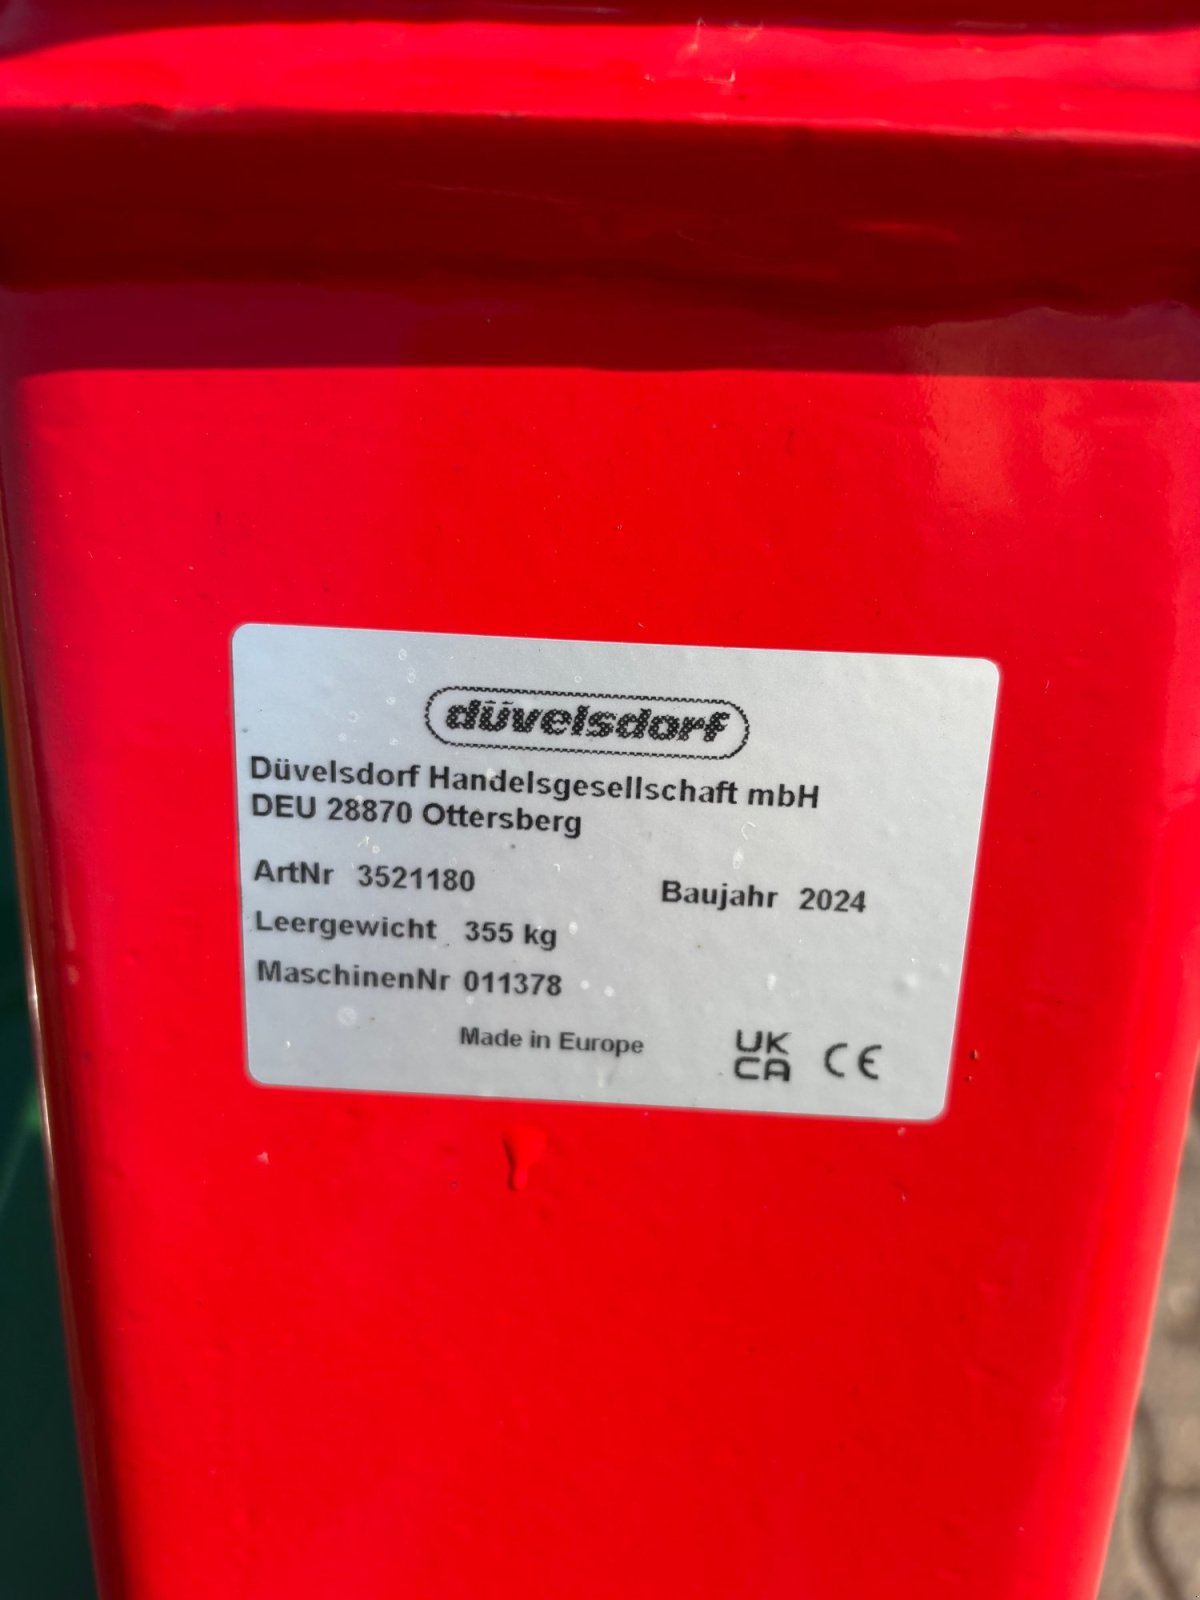 düvelsdorf
Düvelsdorf Handelsgesellschaft mbH
DEU 28870 Ottersberg
ArtNr 3521180 Baujahr 2024
Leergewicht 355 kg
MaschinenNr 011378
Made in Europe UK CA CE